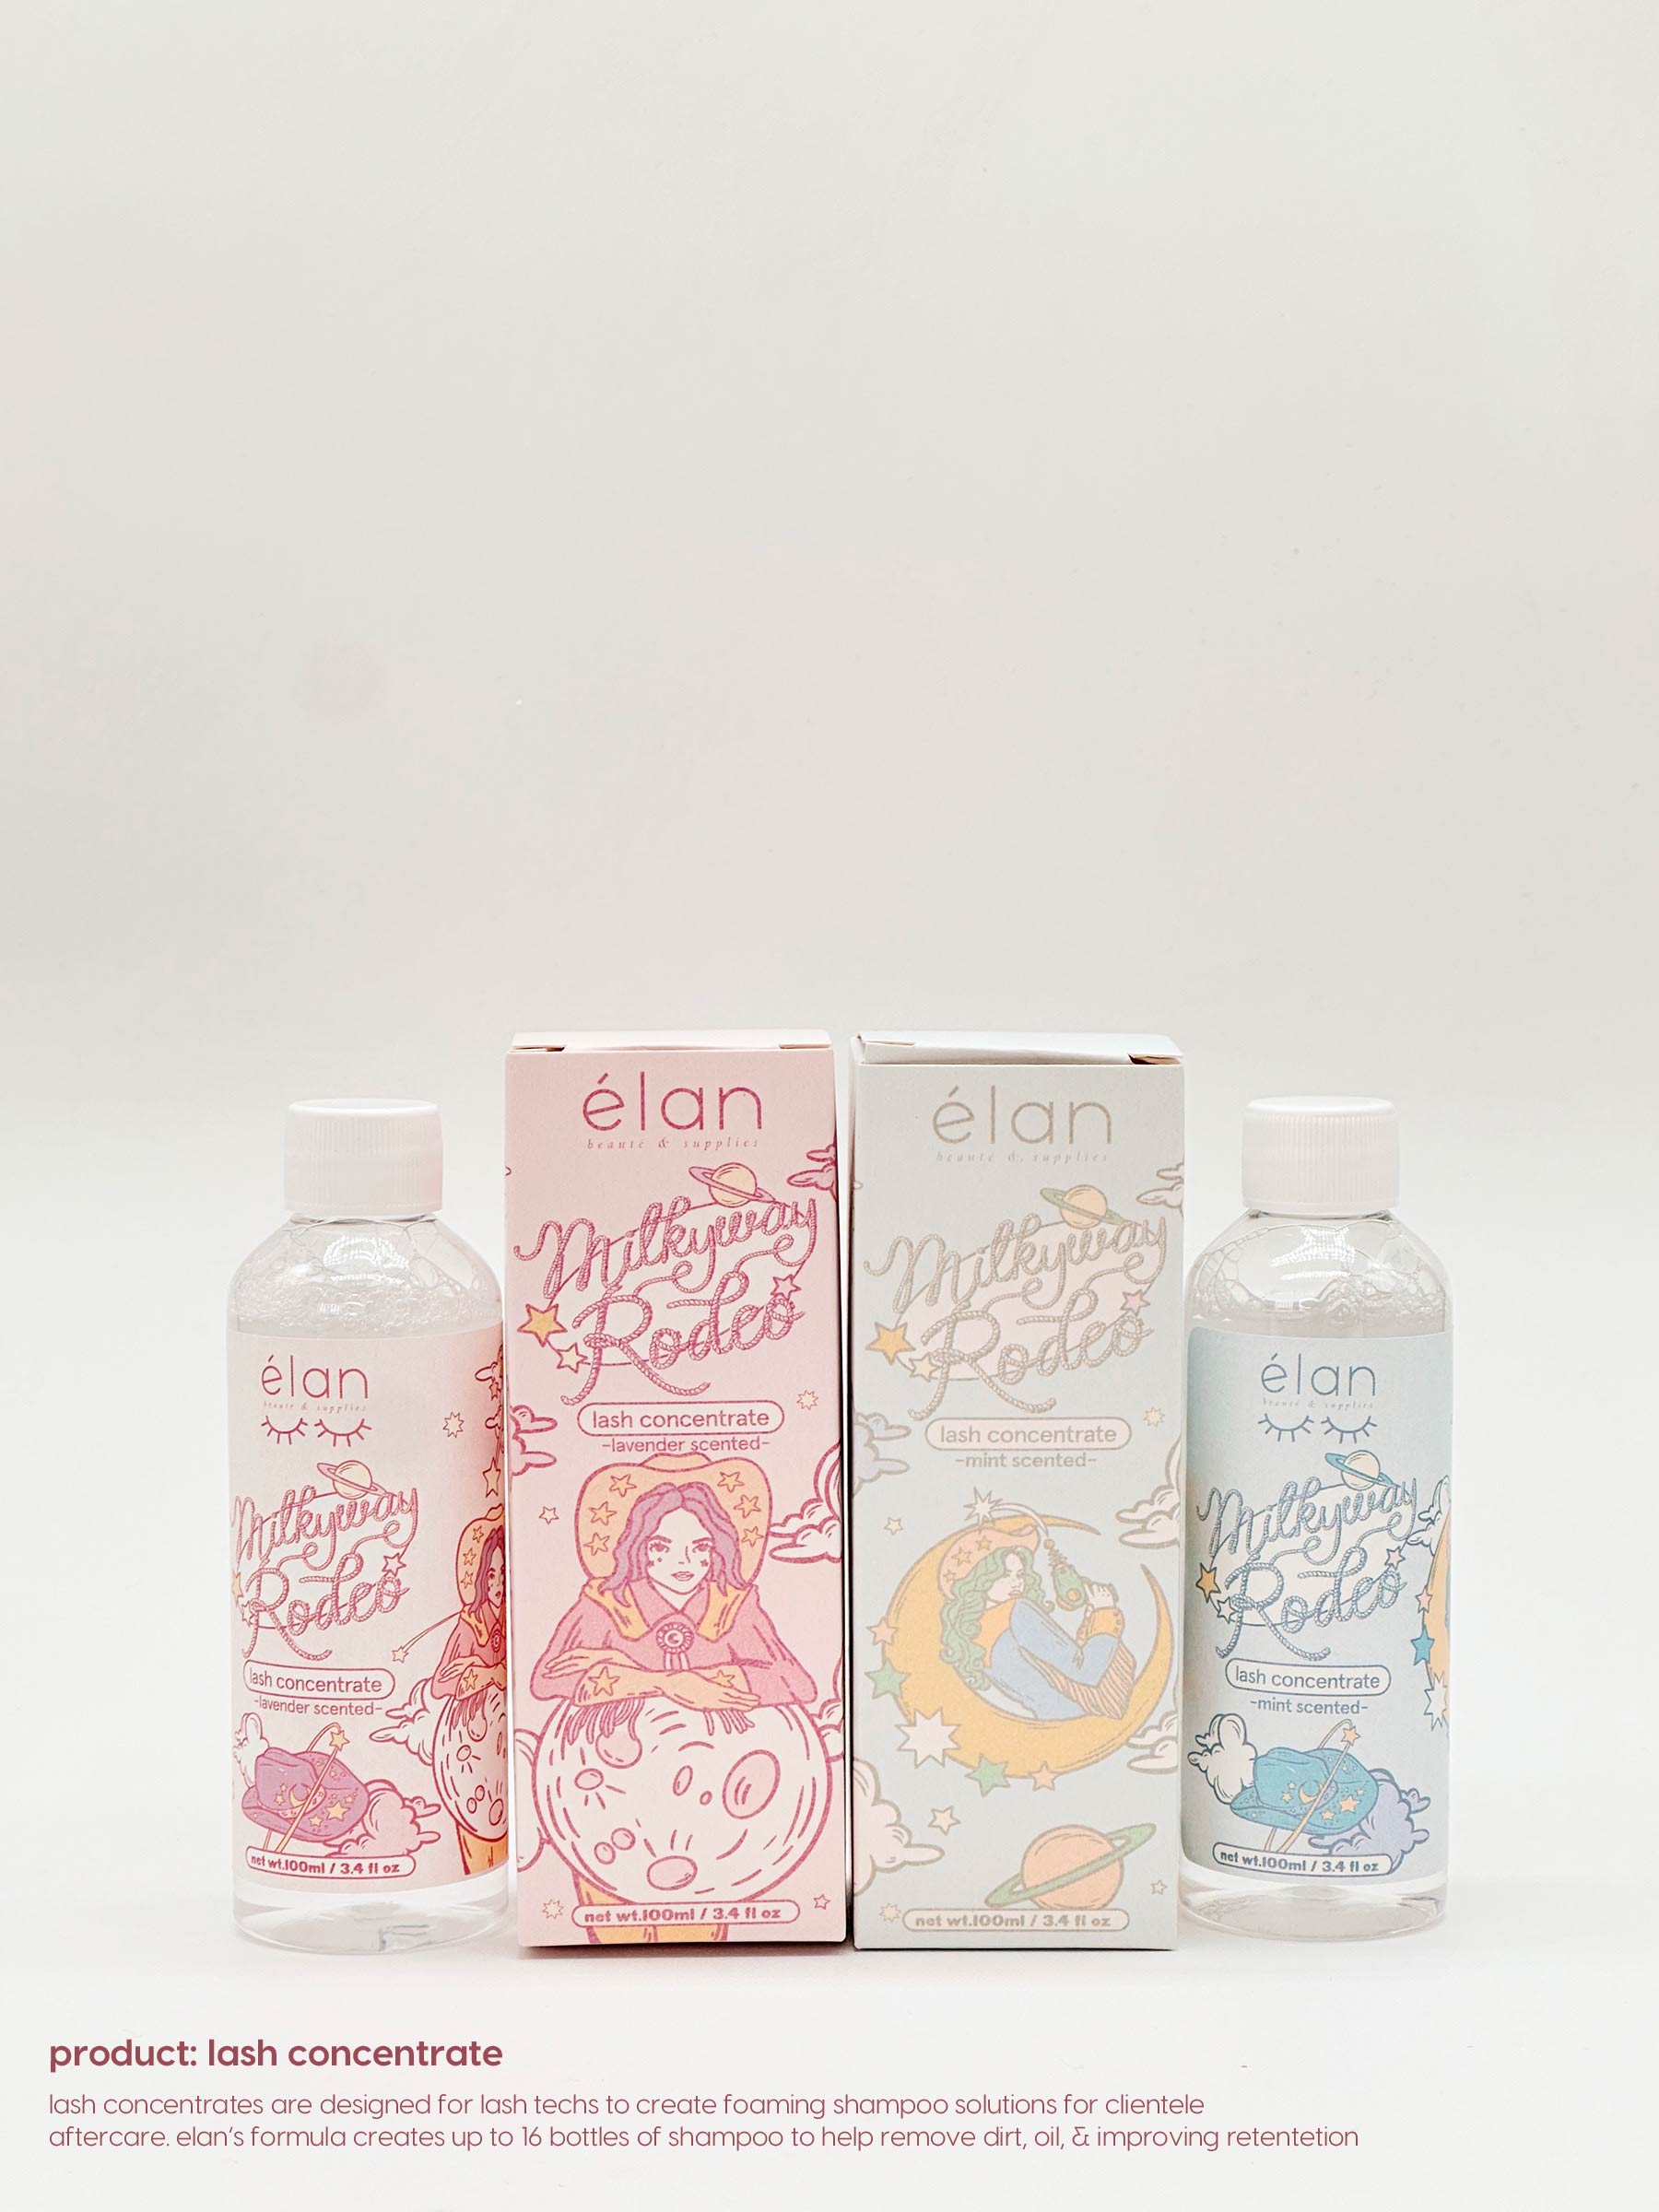 élan
beauté & supplies
Milkyway
Rodeo
lash concentrate
-lavender scented-
net wt.100ml / 3.4 fl oz
élan
beauté & supplies
Milkyway
Rodeo
lash concentrate
-lavender scented-
net wt.100ml / 3.4 fl oz
élan
beauté & supplies
Milkyway
Rodeo
lash concentrate
-mint scented-
net wt.100ml / 3.4 fl oz
élan
beauté & supplies
Milkyway
Rodeo
lash concentrate
-mint scented-
net wt.100ml / 3.4 fl oz
product: lash concentrate
lash concentrates are designed for lash techs to create foaming shampoo solutions for clientele
aftercare. elan's formula creates up to 16 bottles of shampoo to help remove dirt, oil, & improving retentetion